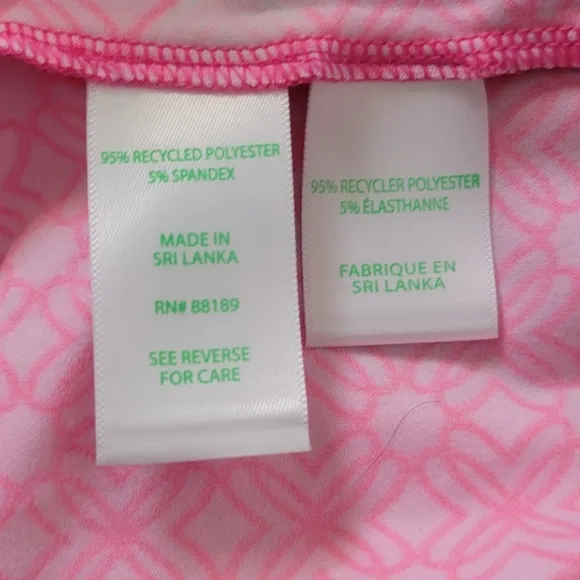 95% RECYCLED POLYESTER
5% SPANDEX
MADE IN
SRI LANKA
RN# 88189
SEE REVERSE
FOR CARE
95% RECYCLER POLYESTER
5% ÉLASTHANNE
FABRIQUE EN
SRI LANKA